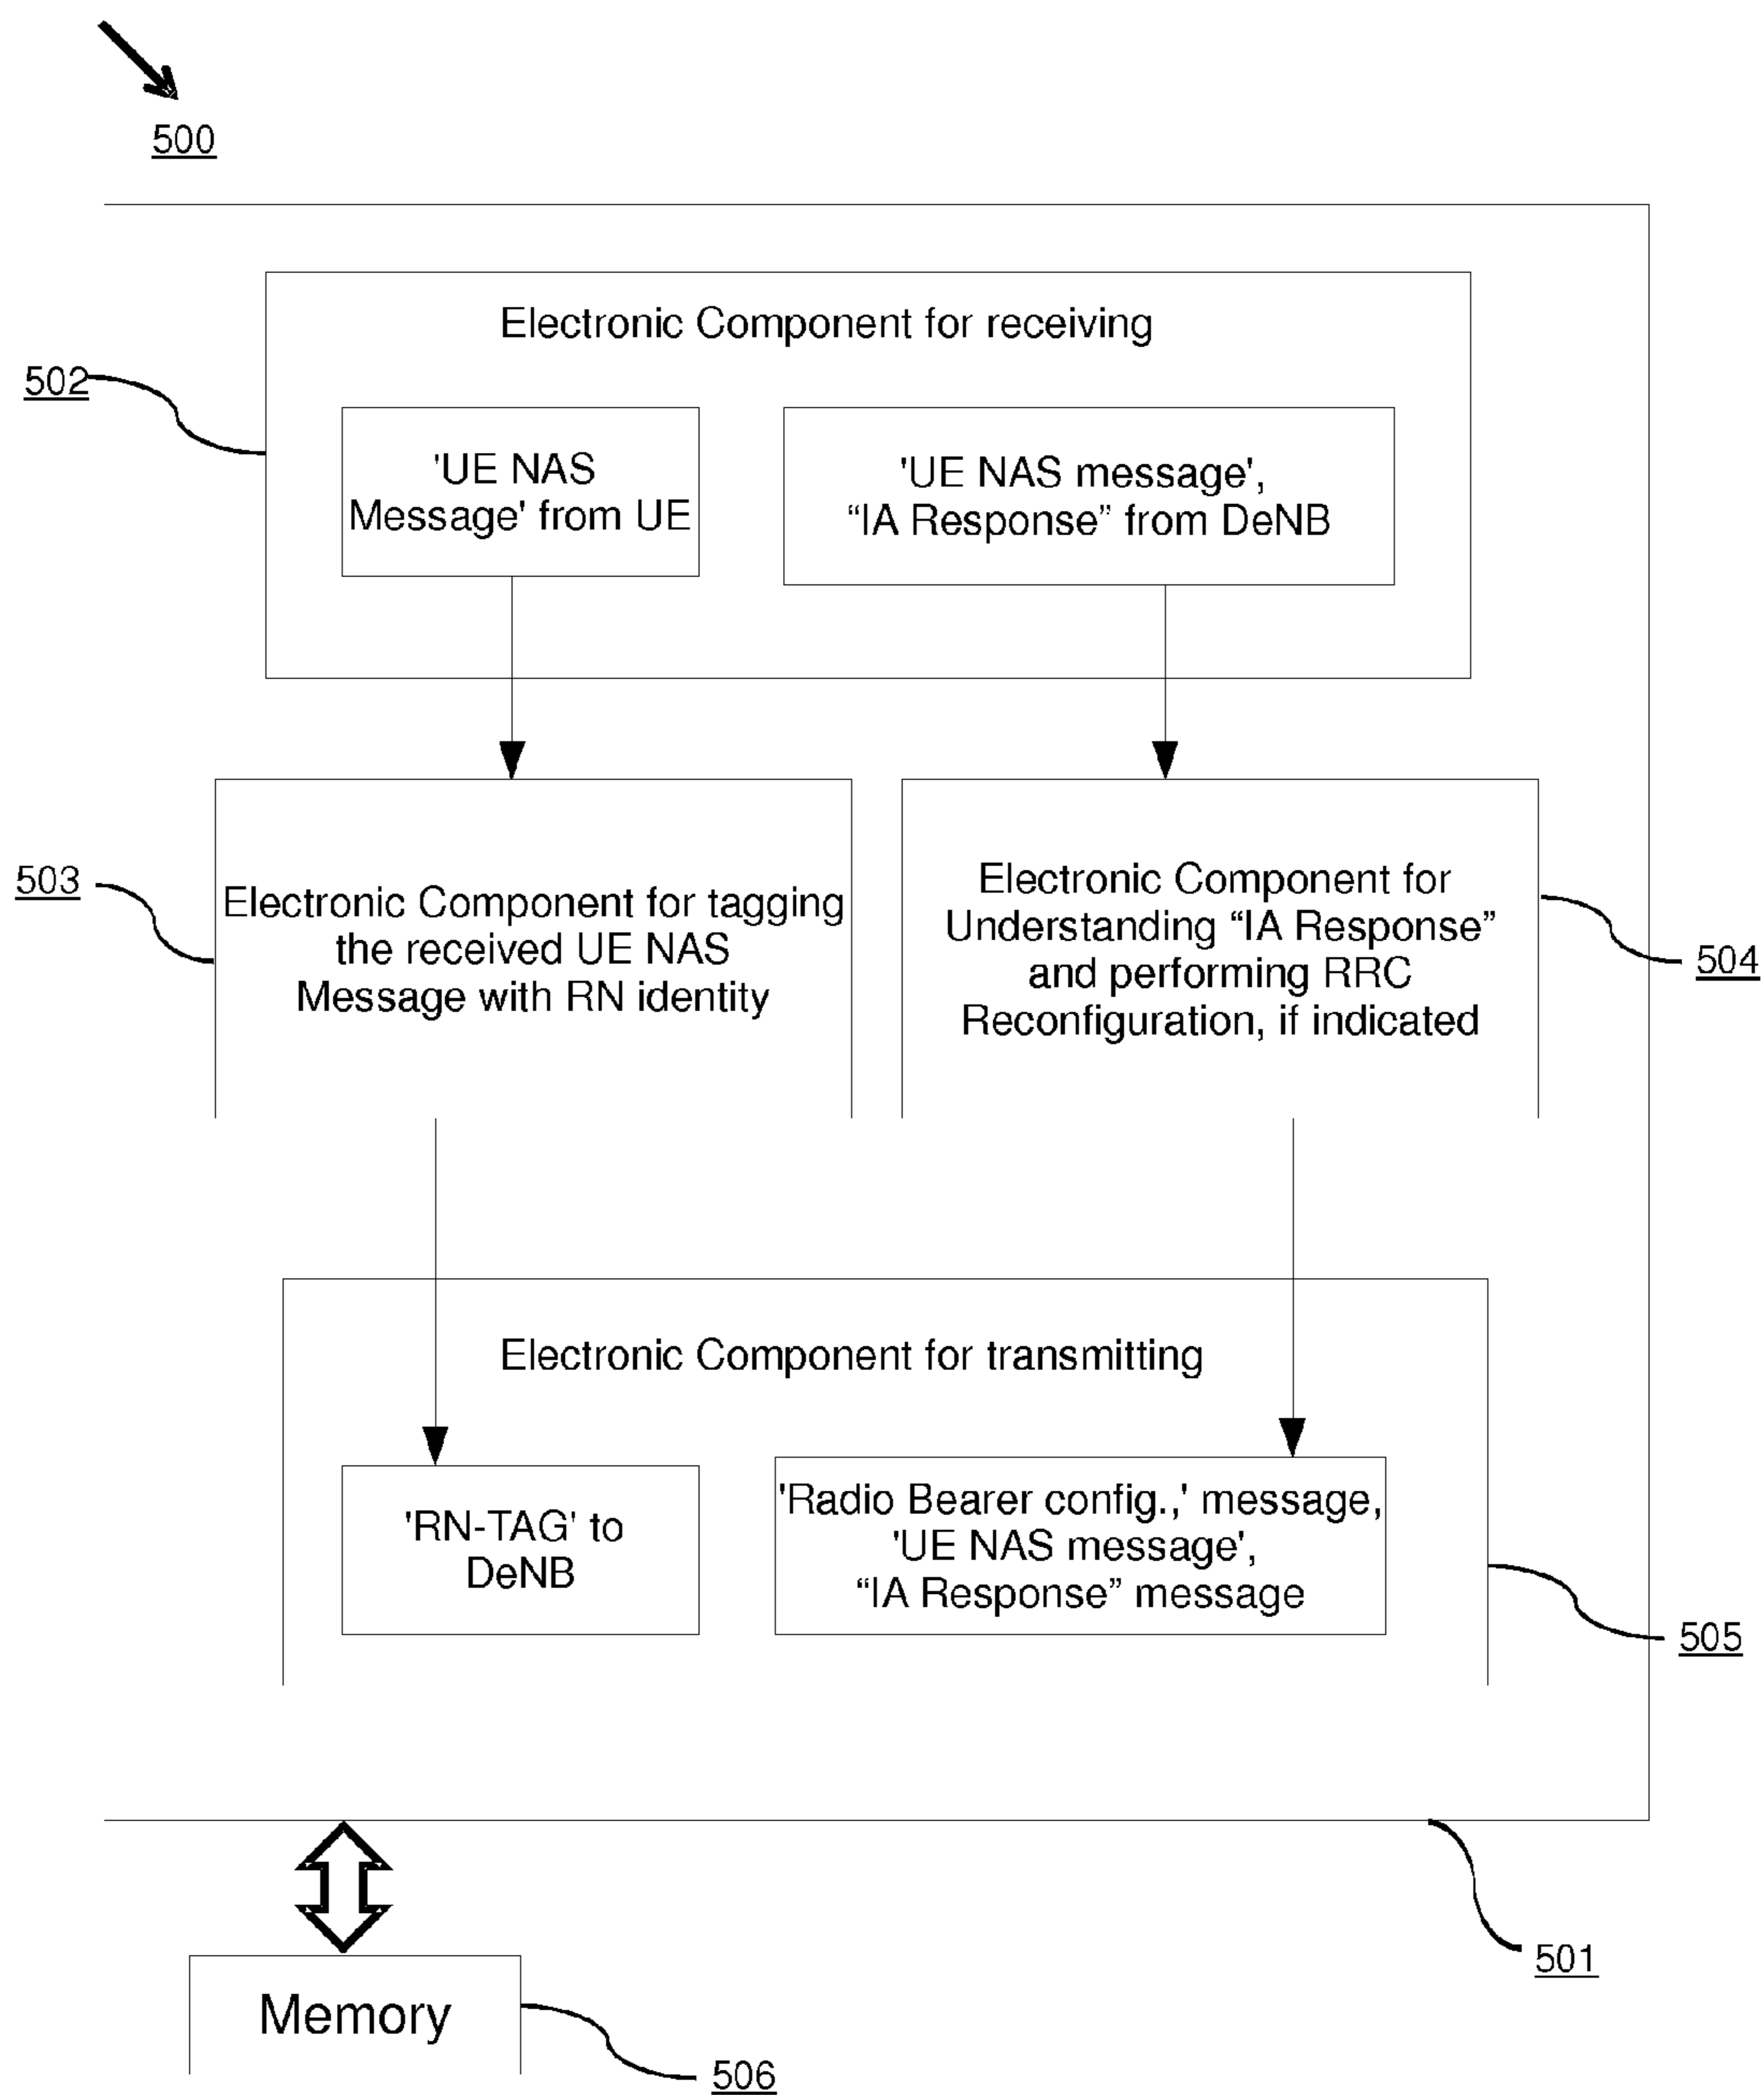 500
Electronic Component for receiving
502
'UE NAS
Message' from UE
'UE NAS message',
“IA Response” from DeNB
503
Electronic Component for tagging
the received UE NAS
Message with RN identity
Electronic Component for
Understanding “IA Response”
and performing RRC
Reconfiguration, if indicated
504
Electronic Component for transmitting
'RN-TAG' to
DeNB
'Radio Bearer config.,' message,
'UE NAS message',
“IA Response” message
505
501
Memory
506